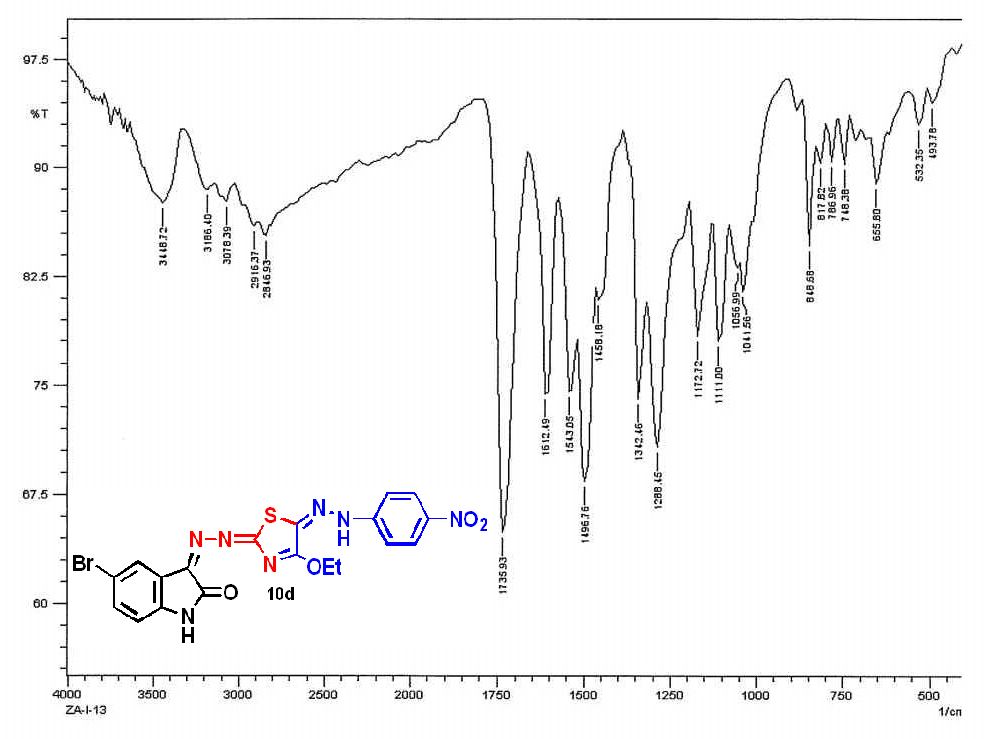 97.5
%T
90
82.5
75
67.5
60
3448.72
3186.40
3078.39
2916.37
2846.93
1735.93
1612.49
1543.05
1496.76
1458.18
1342.46
1288.45
1172.72
1111.00
1056.99
1041.56
848.68
817.82
786.96
748.38
655.80
532.35
493.78
S
N
N
N
N
N
H
NO2
OEt
Br
O
N
H
10d
4000
3500
3000
2500
2000
1750
1500
1250
1000
750
500
ZA-I-13
1/cn